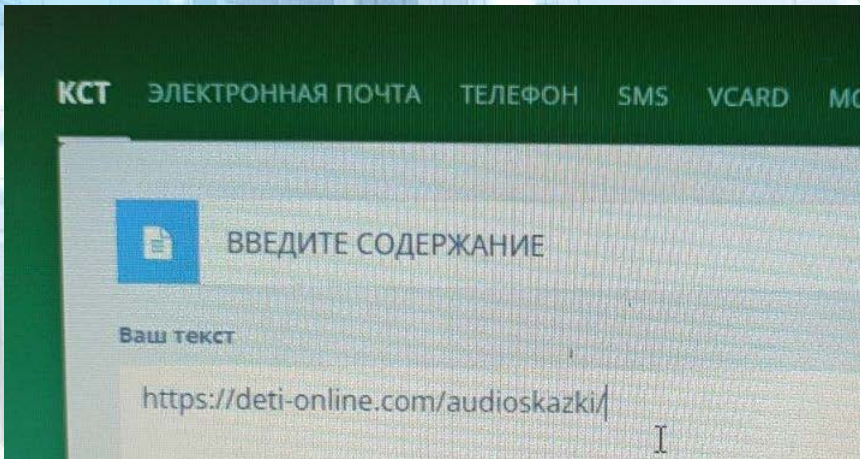 КСТ ЭЛЕКТРОННАЯ ПОЧТА ТЕЛЕФОН SMS VCARD
ВВЕДИТЕ СОДЕРЖАНИЕ
Ваш текст
https://deti-online.com/audioskazki/